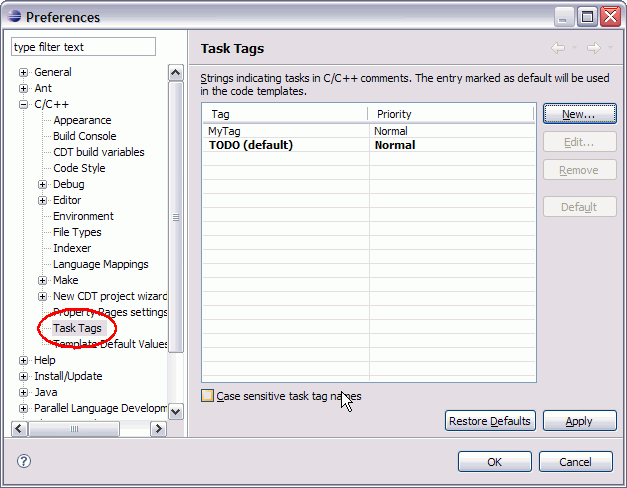 Preferences
type filter text
General
Ant
C/C++
Appearance
Build Console
CDT build variables
Code Style
Debug
Editor
Environment
File Types
Indexer
Language Mappings
Make
New CDT project wizard
Property Pages settings
Task Tags
Template Default Values
Help
Install/Update
Java
Parallel Language Developm
Task Tags
Strings indicating tasks in C/C++ comments. The entry marked as default will be used
in the code templates.
Tag Priority
MyTag Normal
TODO (default) Normal
New...
Edit...
Remove
Default
Case sensitive task tag names
Restore Defaults Apply
? OK Cancel